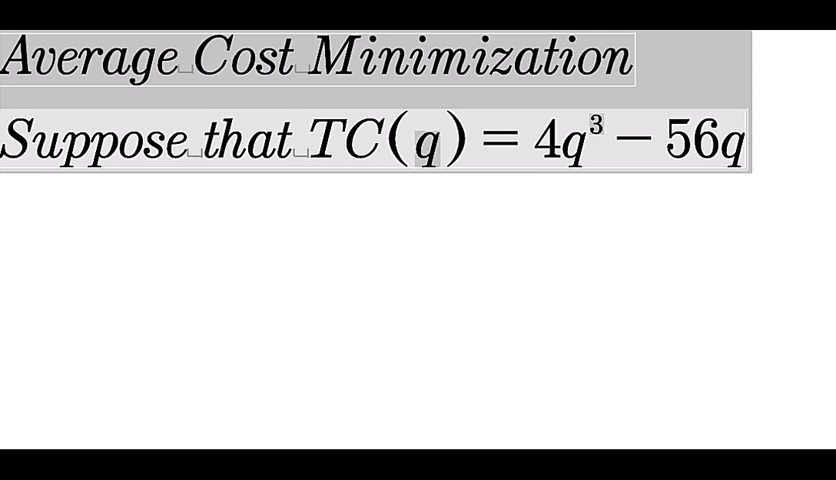 Average Cost Minimization
Suppose that TC(q) = 4q³ − 56q